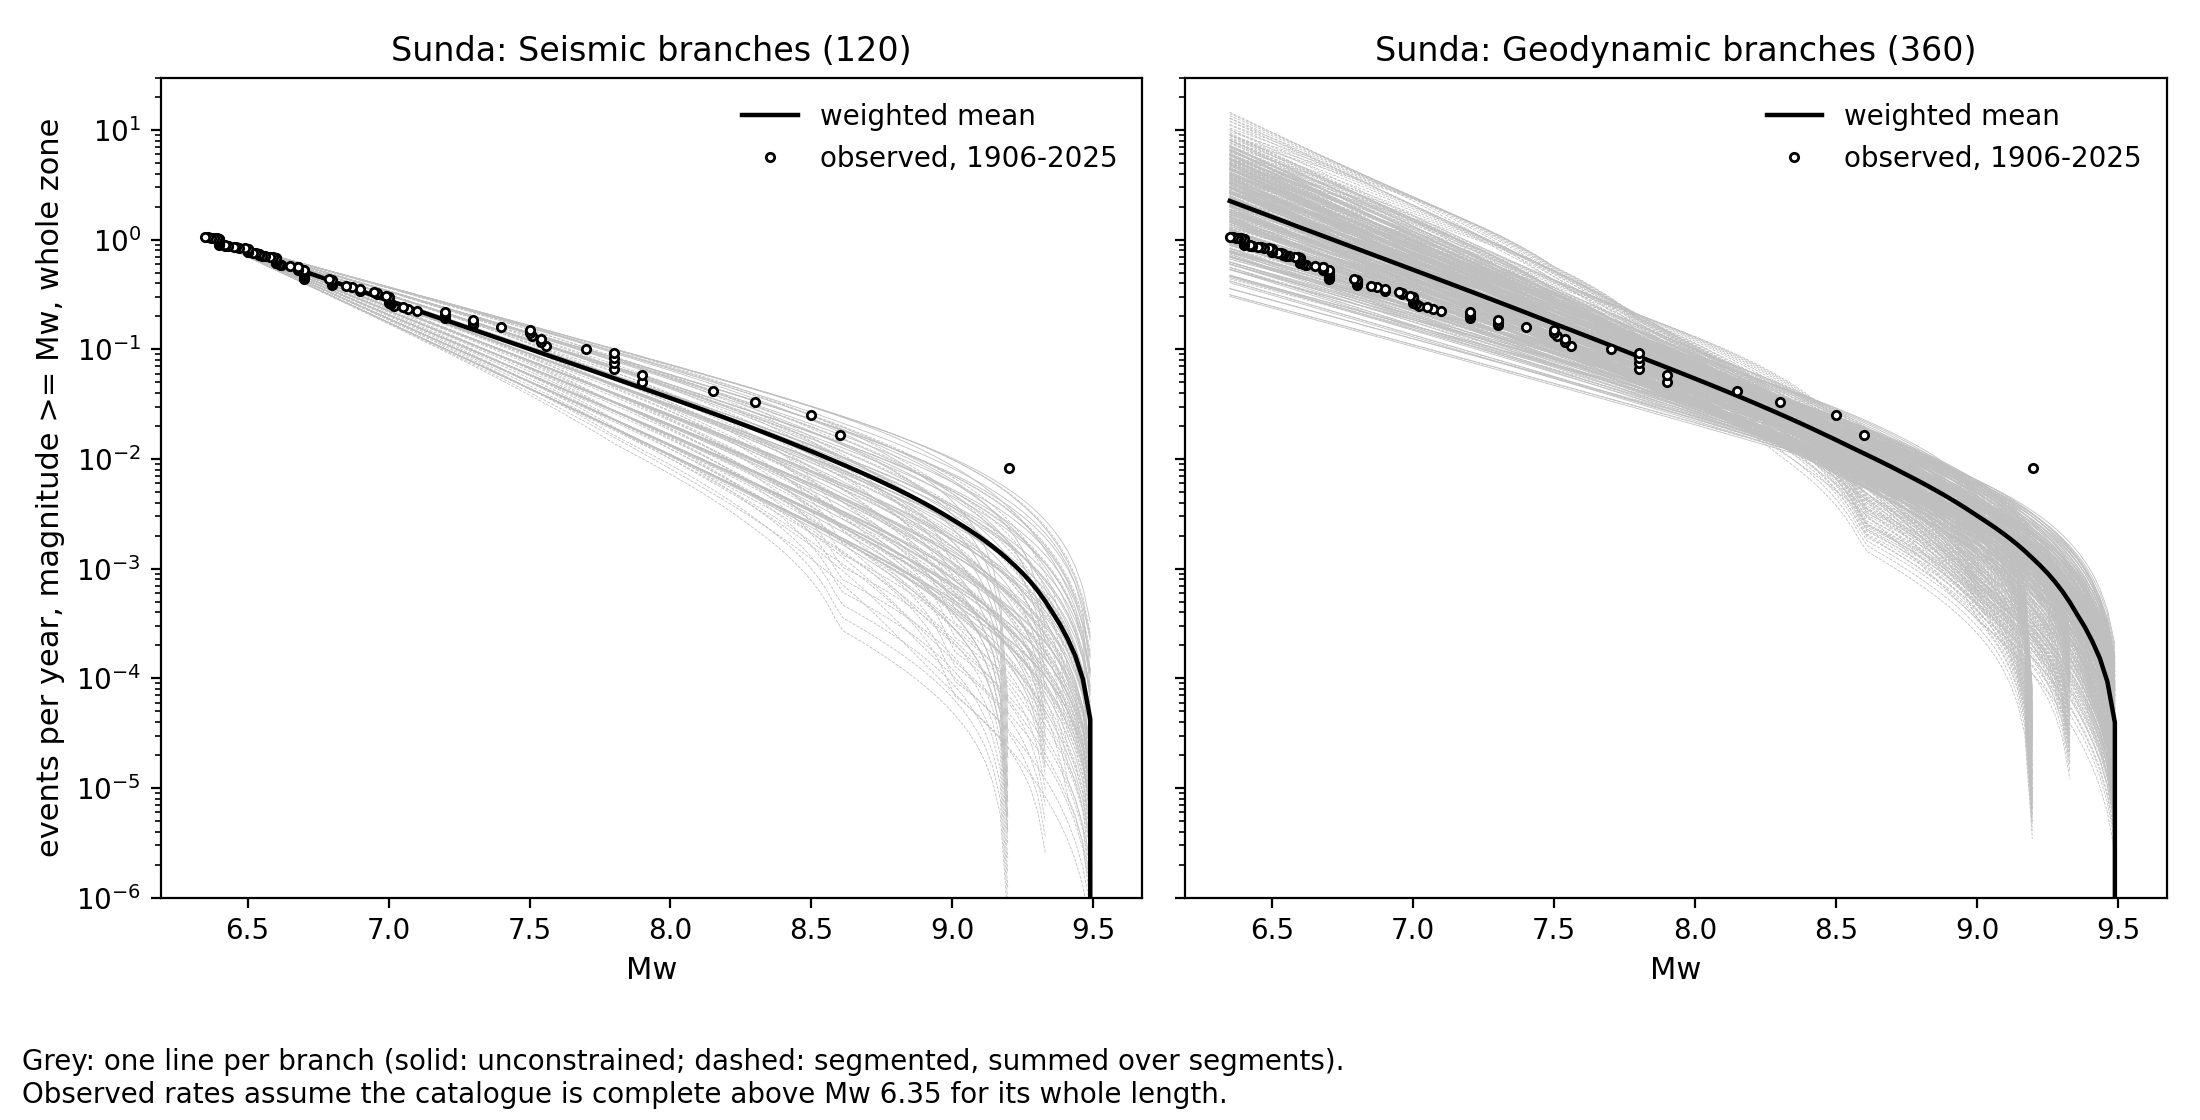 Sunda: Seismic branches (120)
Sunda: Geodynamic branches (360)
events per year, magnitude >= Mw, whole zone
10¹
10⁰
10⁻¹
10⁻²
10⁻³
10⁻⁴
10⁻⁵
10⁻⁶
weighted mean
observed, 1906-2025
weighted mean
observed, 1906-2025
6.5 7.0 7.5 8.0 8.5 9.0 9.5
6.5 7.0 7.5 8.0 8.5 9.0 9.5
Mw
Mw
Grey: one line per branch (solid: unconstrained; dashed: segmented, summed over segments).
Observed rates assume the catalogue is complete above Mw 6.35 for its whole length.